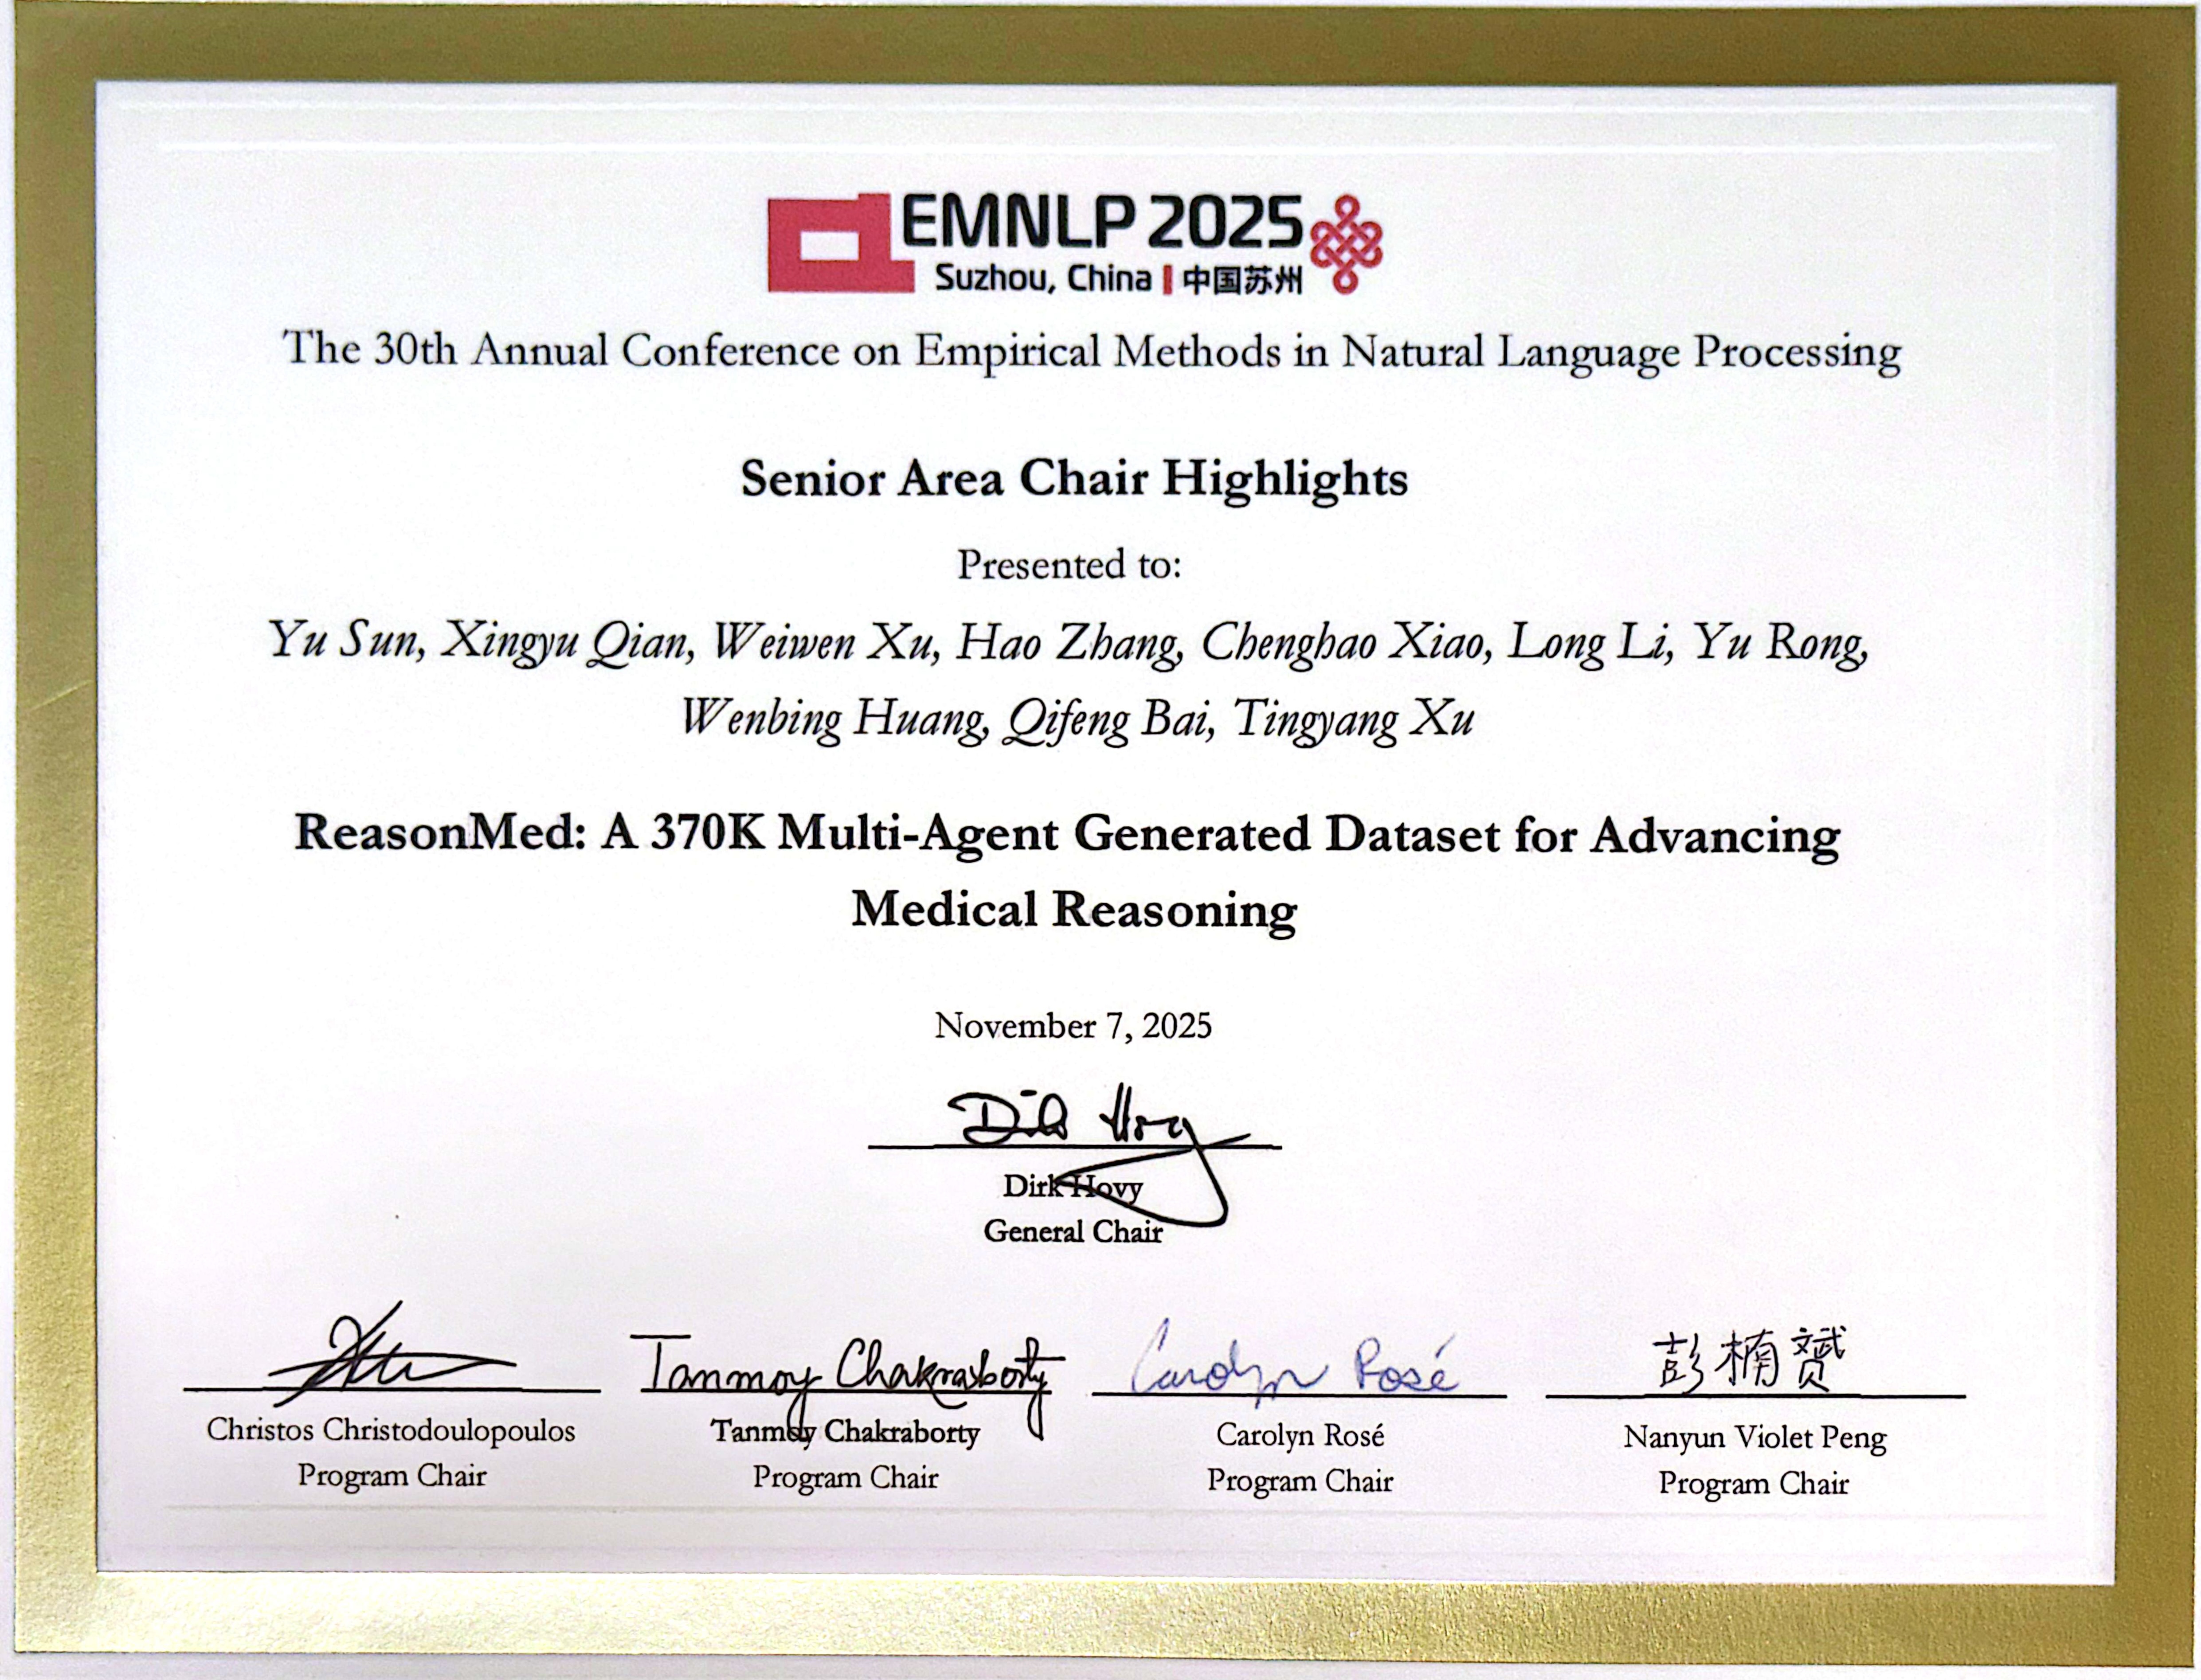 EMNLP 2025
Suzhou, China | 中国苏州
The 30th Annual Conference on Empirical Methods in Natural Language Processing
Senior Area Chair Highlights
Presented to:
Yu Sun, Xingyu Qian, Weiwen Xu, Hao Zhang, Chenghao Xiao, Long Li, Yu Rong,
Wenbing Huang, Qifeng Bai, Tingyang Xu
ReasonMed: A 370K Multi-Agent Generated Dataset for Advancing
Medical Reasoning
November 7, 2025
Dirk Hovy
Dirk Hovy
General Chair
Tanmoy Chakraborty
Carolyn Rosé
彭楠赟
Christos Christodoulopoulos
Tanmoy Chakraborty
Carolyn Rosé
Nanyun Violet Peng
Program Chair
Program Chair
Program Chair
Program Chair